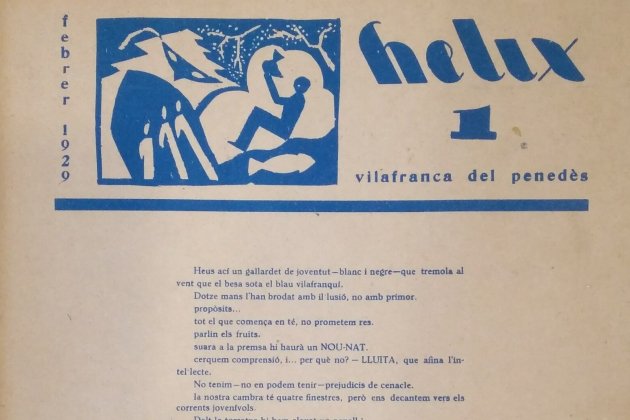 febrer 1929
helix
1
vilafranca del penedès
Heus ací un gallardet de joventut—blanc i negre—que tremola al
vent que el besa sota el blau vilafranquí.
Dotze mans l'han brodat amb il lusió, no amb primor.
propòsits...
tot el que comença en té, no prometem res.
parlin els fruits.
suara a la premsa hi haurà un NOU-NAT.
cerquem comprensió, i... per què no? — LLUITA, que afina l'in-
tel'lecte.
No tenim—no en podem tenir—prejudicis de cenacle.
la nostra cambra té quatre finestres, però ens decantem vers els
corrents jovenívols.